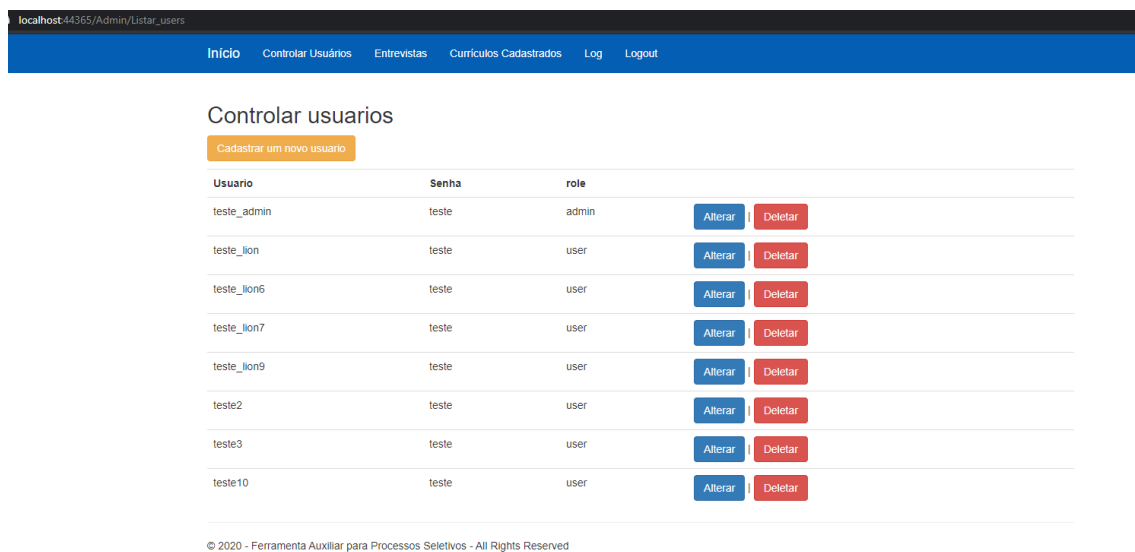 localhost:44365/Admin/Listar_users
Início Controlar Usuários Entrevistas Currículos Cadastrados Log Logout
Controlar usuarios
Cadastrar um novo usuario
Usuario Senha role
teste_admin teste admin Alterar | Deletar
teste_lion teste user Alterar | Deletar
teste_lion6 teste user Alterar | Deletar
teste_lion7 teste user Alterar | Deletar
teste_lion9 teste user Alterar | Deletar
teste2 teste user Alterar | Deletar
teste3 teste user Alterar | Deletar
teste10 teste user Alterar | Deletar
© 2020 - Ferramenta Auxiliar para Processos Seletivos - All Rights Reserved